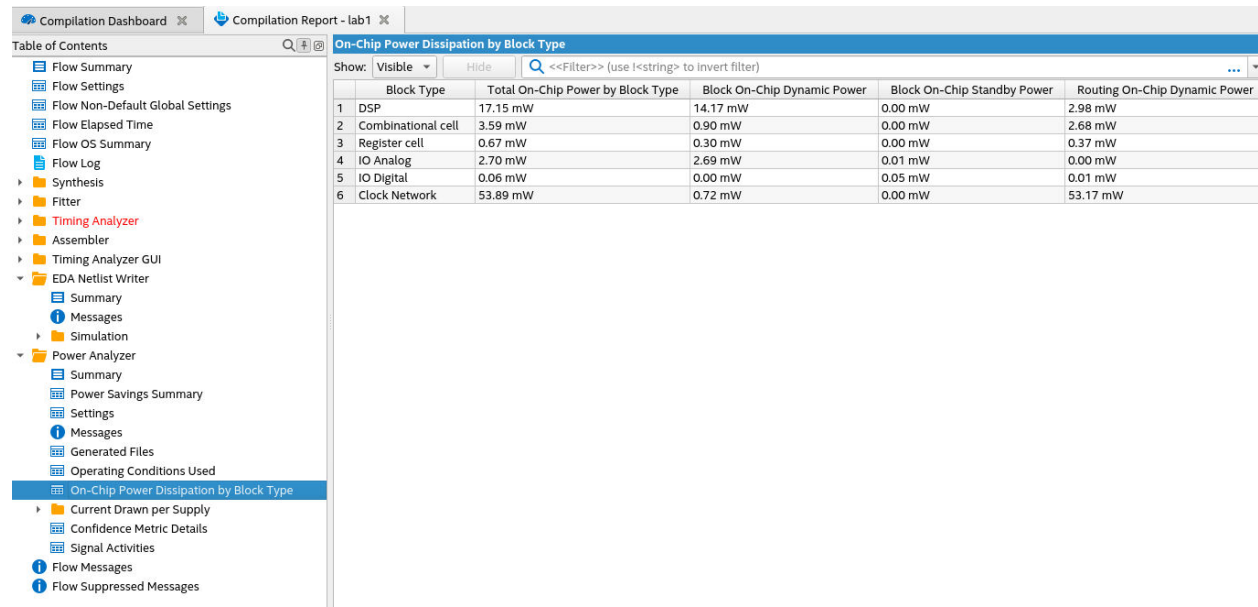 Compilation Dashboard
Compilation Report - lab1
Table of Contents
Flow Summary
Flow Settings
Flow Non-Default Global Settings
Flow Elapsed Time
Flow OS Summary
Flow Log
Synthesis
Fitter
Timing Analyzer
Assembler
Timing Analyzer GUI
EDA Netlist Writer
Summary
Messages
Simulation
Power Analyzer
Summary
Power Savings Summary
Settings
Messages
Generated Files
Operating Conditions Used
On-Chip Power Dissipation by Block Type
Current Drawn per Supply
Confidence Metric Details
Signal Activities
Flow Messages
Flow Suppressed Messages
On-Chip Power Dissipation by Block Type
Show: Visible Hide <<Filter>> (use !<string> to invert filter) ...
Block Type Total On-Chip Power by Block Type Block On-Chip Dynamic Power Block On-Chip Standby Power Routing On-Chip Dynamic Power
1 DSP 17.15 mW 14.17 mW 0.00 mW 2.98 mW
2 Combinational cell 3.59 mW 0.90 mW 0.00 mW 2.68 mW
3 Register cell 0.67 mW 0.30 mW 0.00 mW 0.37 mW
4 IO Analog 2.70 mW 2.69 mW 0.01 mW 0.00 mW
5 IO Digital 0.06 mW 0.00 mW 0.05 mW 0.01 mW
6 Clock Network 53.89 mW 0.72 mW 0.00 mW 53.17 mW